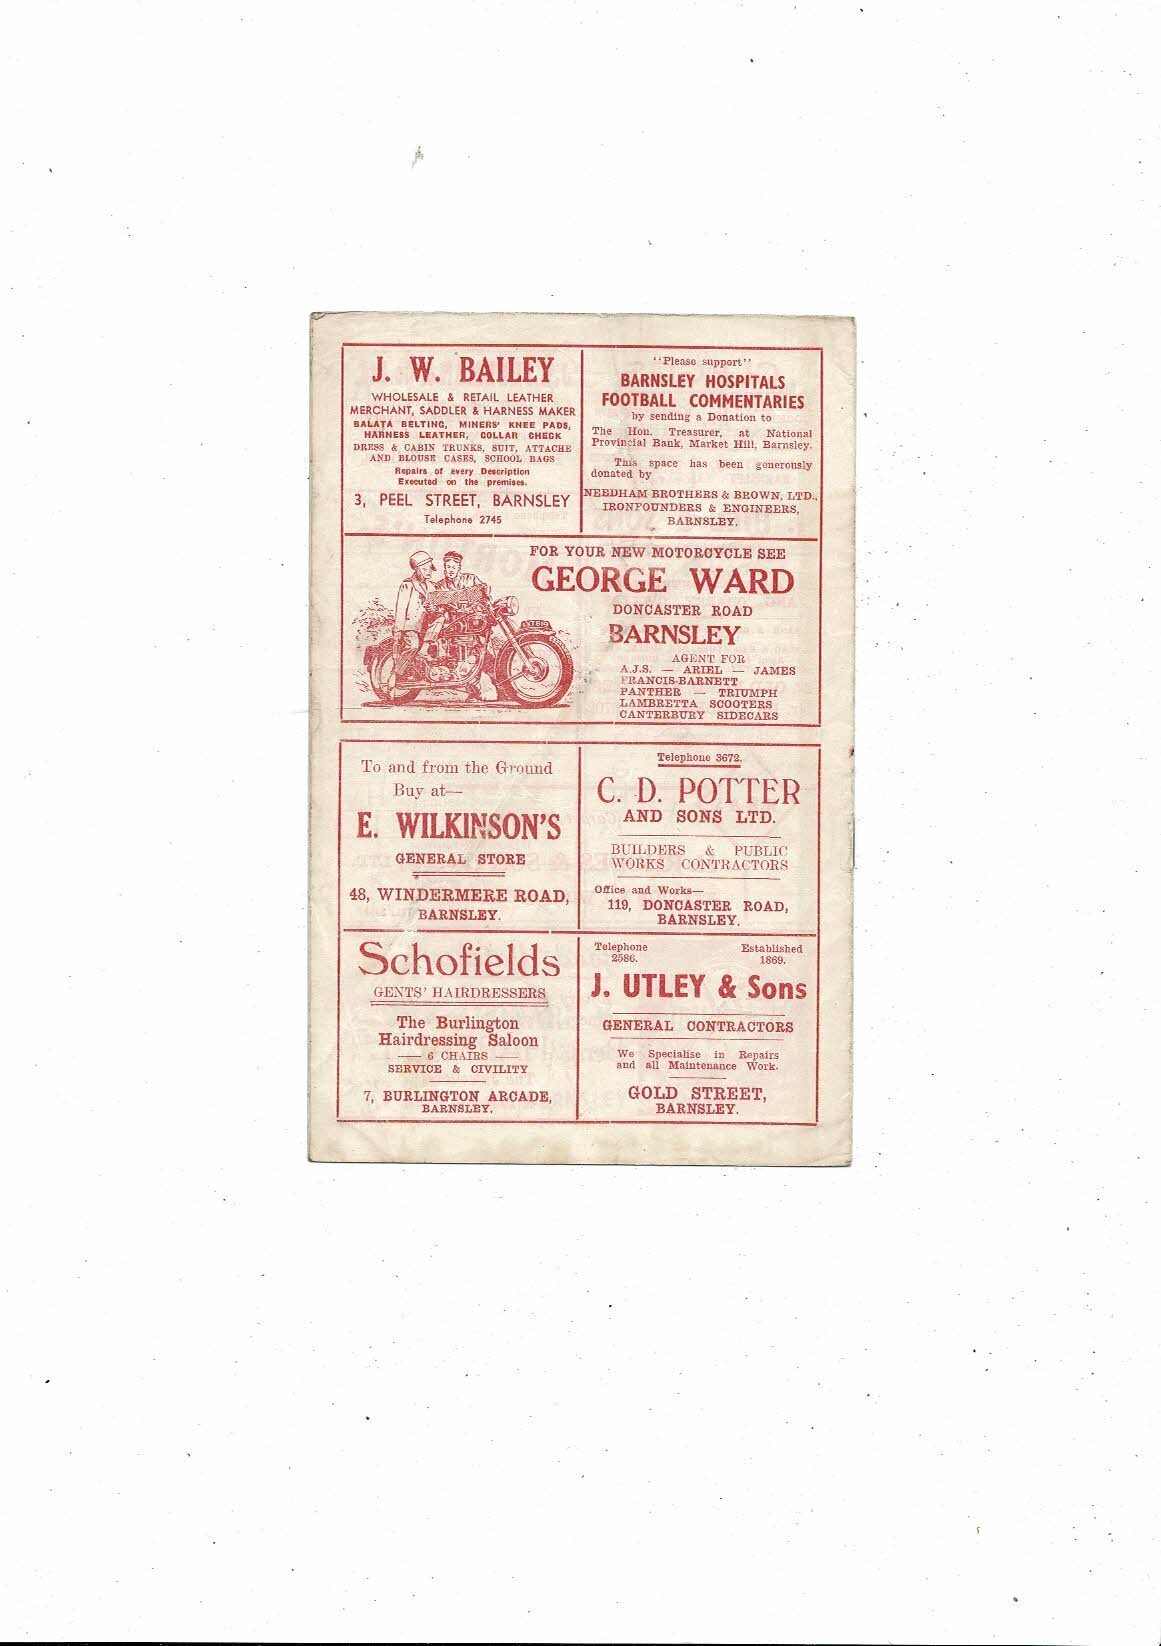 J. W. BAILEY
WHOLESALE & RETAIL LEATHER
MERCHANT, SADDLER & HARNESS MAKER
BALATA BELTING, MINERS' KNEE PADS,
HARNESS LEATHER, COLLAR CHECK
DRESS & CABIN TRUNKS, SUIT, ATTACHE
AND BLOUSE CASES, SCHOOL BAGS
Repairs of every Description
Executed on the premises.
3, PEEL STREET, BARNSLEY
Telephone 2745
"Please support"
BARNSLEY HOSPITALS
FOOTBALL COMMENTARIES
by sending a Donation to
The Hon. Treasurer, at National
Provincial Bank, Market Hill, Barnsley.
This space has been generously
donated by
NEEDHAM BROTHERS & BROWN, LTD.,
IRONFOUNDERS & ENGINEERS,
BARNSLEY.
FOR YOUR NEW MOTORCYCLE SEE
GEORGE WARD
DONCASTER ROAD
BARNSLEY
AGENT FOR
A.J.S. — ARIEL — JAMES
FRANCIS-BARNETT
PANTHER — TRIUMPH
LAMBRETTA SCOOTERS
CANTERBURY SIDECARS
To and from the Ground
Buy at—
E. WILKINSON'S
GENERAL STORE
48, WINDERMERE ROAD,
BARNSLEY.
Telephone 3672.
C. D. POTTER
AND SONS LTD.
BUILDERS & PUBLIC
WORKS CONTRACTORS
Office and Works—
119, DONCASTER ROAD,
BARNSLEY.
Schofields
GENTS' HAIRDRESSERS
The Burlington
Hairdressing Saloon
— 6 CHAIRS —
SERVICE & CIVILITY
7, BURLINGTON ARCADE,
BARNSLEY.
Telephone Established
2586. 1869.
J. UTLEY & Sons
GENERAL CONTRACTORS
We Specialise in Repairs
and all Maintenance Work.
GOLD STREET,
BARNSLEY.